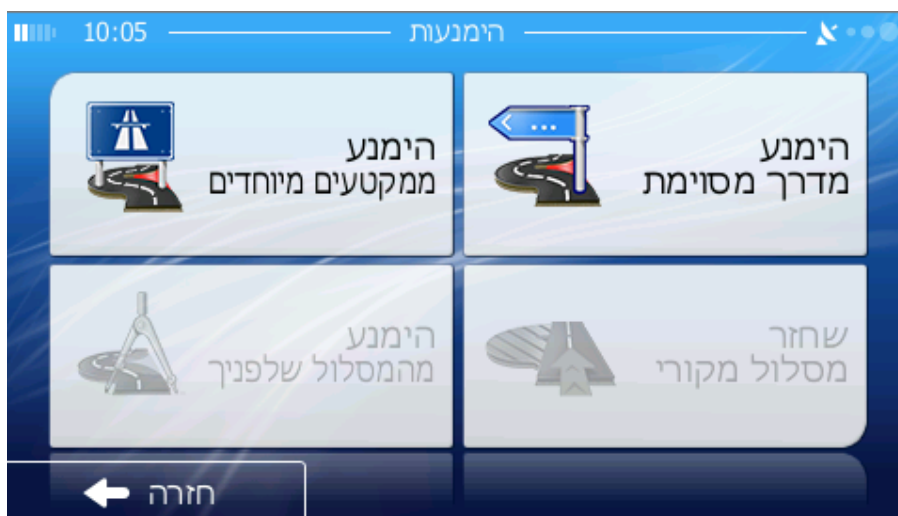 10:05
הימנעות
הימנע
מדרך מסוימת
הימנע
ממקטעים מיוחדים
שחזר
מסלול מקורי
הימנע
מהמסלול שלפניך
חזרה